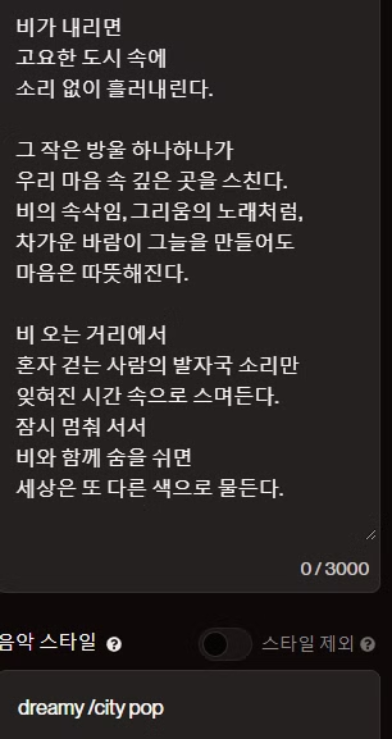 비가 내리면
고요한 도시 속에
소리 없이 흘러내린다.
그 작은 방울 하나하나가
우리 마음 속 깊은 곳을 스친다.
비의 속삭임, 그리움의 노래처럼,
차가운 바람이 그늘을 만들어도
마음은 따뜻해진다.
비 오는 거리에서
혼자 걷는 사람의 발자국 소리만
잊혀진 시간 속으로 스며든다.
잠시 멈춰 서서
비와 함께 숨을 쉬면
세상은 또 다른 색으로 물든다.
0 / 3000
음악 스타일 ? 스타일 제외 ?
dreamy /city pop